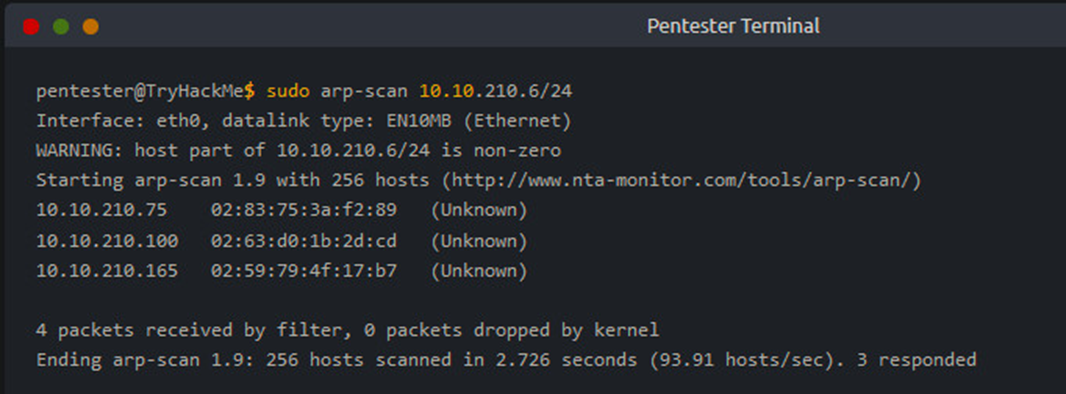 Pentester Terminal
pentester@TryHackMe$ sudo arp-scan 10.10.210.6/24
Interface: eth0, datalink type: EN10MB (Ethernet)
WARNING: host part of 10.10.210.6/24 is non-zero
Starting arp-scan 1.9 with 256 hosts (http://www.nta-monitor.com/tools/arp-scan/)
10.10.210.75    02:83:75:3a:f2:89   (Unknown)
10.10.210.100   02:63:d0:1b:2d:cd   (Unknown)
10.10.210.165   02:59:79:4f:17:b7   (Unknown)
4 packets received by filter, 0 packets dropped by kernel
Ending arp-scan 1.9: 256 hosts scanned in 2.726 seconds (93.91 hosts/sec). 3 responded